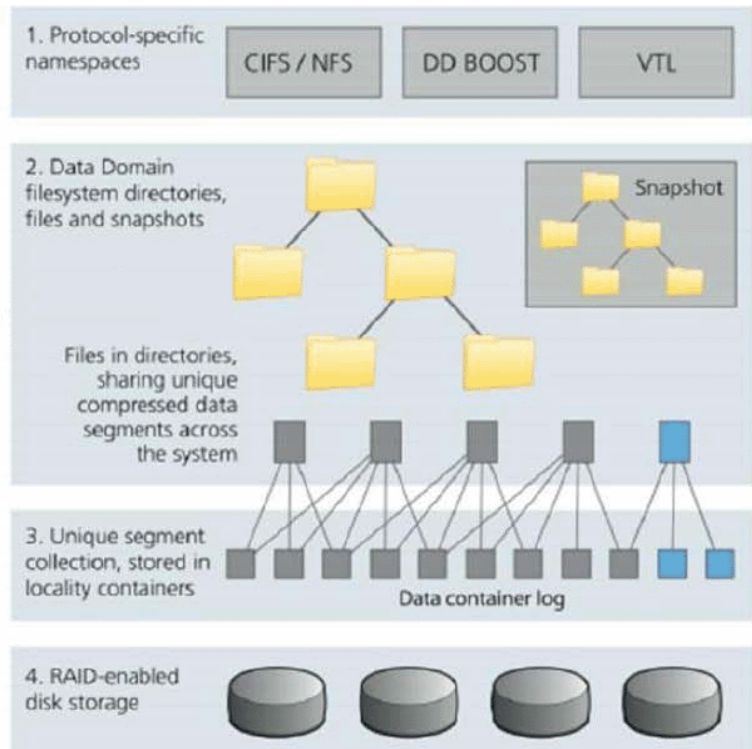 1. Protocol-specific
namespaces
CIFS / NFS
DD BOOST
VTL
2. Data Domain
filesystem directories,
files and snapshots
Snapshot
Files in directories,
sharing unique
compressed data
segments across
the system
3. Unique segment
collection, stored in
locality containers
Data container log
4. RAID-enabled
disk storage